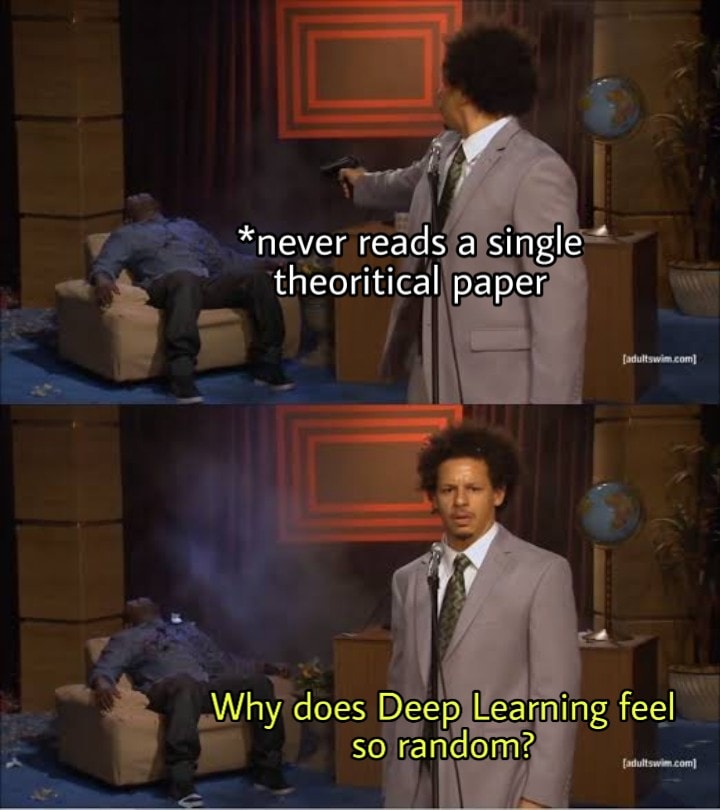 *never reads a single
theoritical paper
[adultswim.com]
Why does Deep Learning feel
so random?
[adultswim.com]